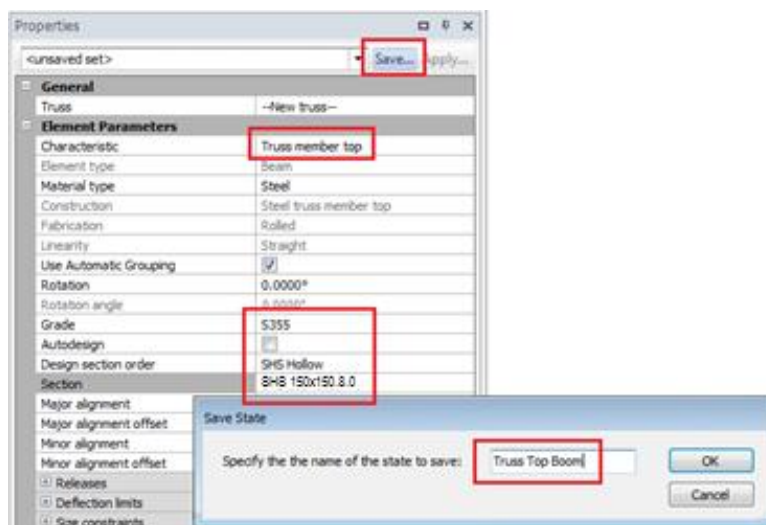 Properties
<unsaved set> Save... Apply...
General
Truss --New truss--
Element Parameters
Characteristic Truss member top
Element type Beam
Material type Steel
Construction Steel truss member top
Fabrication Rolled
Linearity Straight
Use Automatic Grouping
Rotation 0.0000°
Rotation angle 0.0000°
Grade S355
Autodesign
Design section order SHS Hollow
Section SHS 150x150.8.0
Major alignment
Major alignment offset
Minor alignment
Minor alignment offset
Releases
Deflection limits
Size constraints
Save State
Specify the the name of the state to save: Truss Top Boom
OK
Cancel